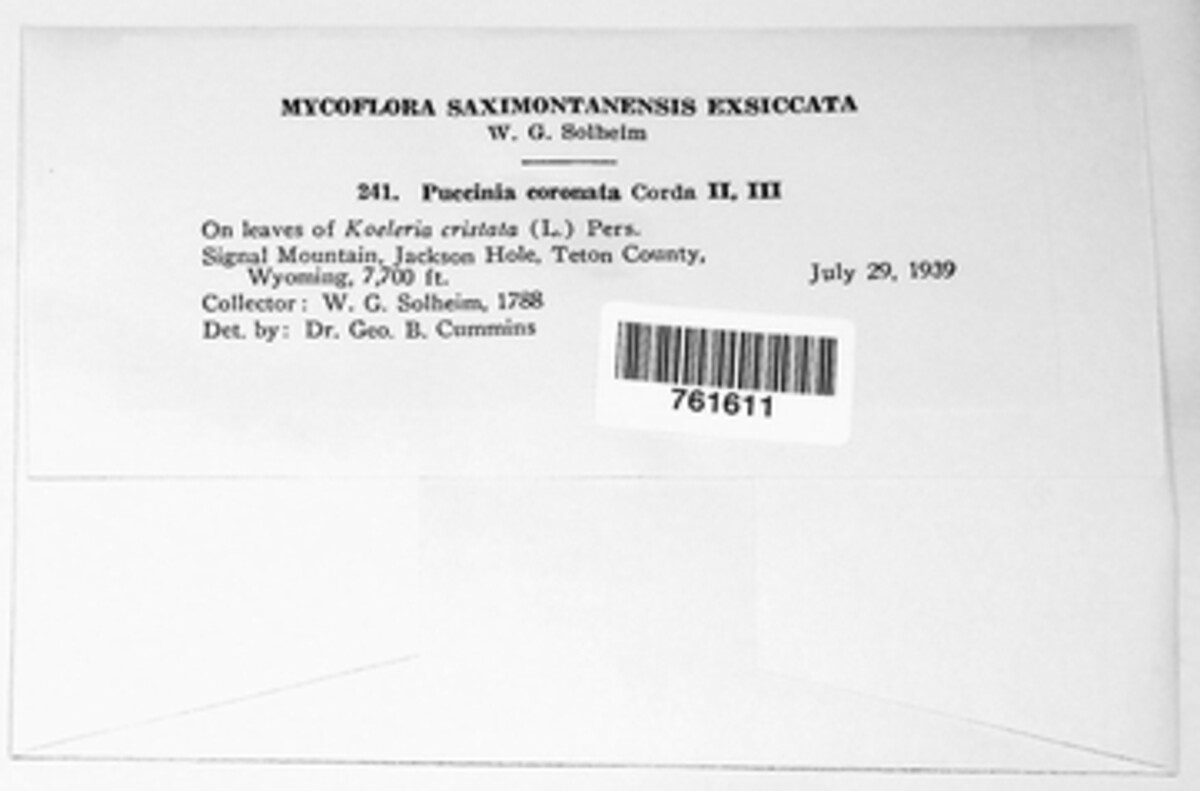 MYCOFLORA SAXIMONTANENSIS EXSICCATA
W. G. Solheim
241. Puccinia coronata Corda II, III
On leaves of Koeleria cristata (L.) Pers.
Signal Mountain, Jackson Hole, Teton County,
Wyoming, 7,700 ft.
July 29, 1939
Collector: W. G. Solheim, 1788
Det. by: Dr. Geo. B. Cummins
761611